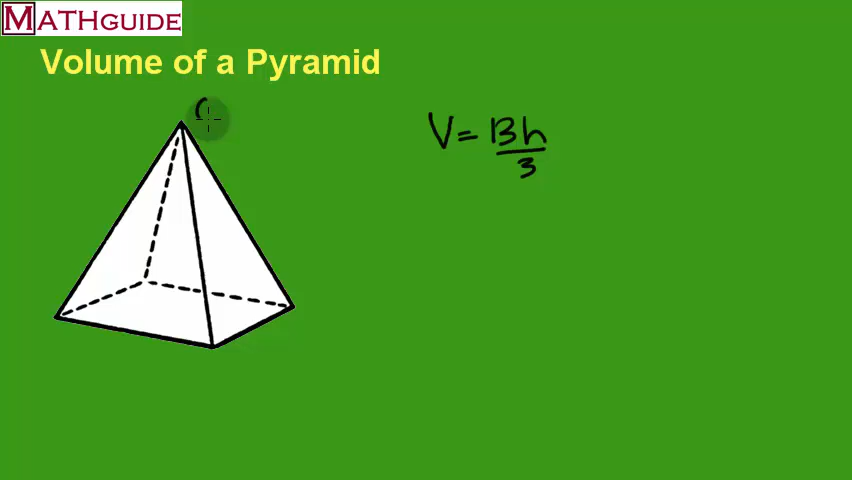 MATHGUIDE
Volume of a Pyramid
V = Bh
3